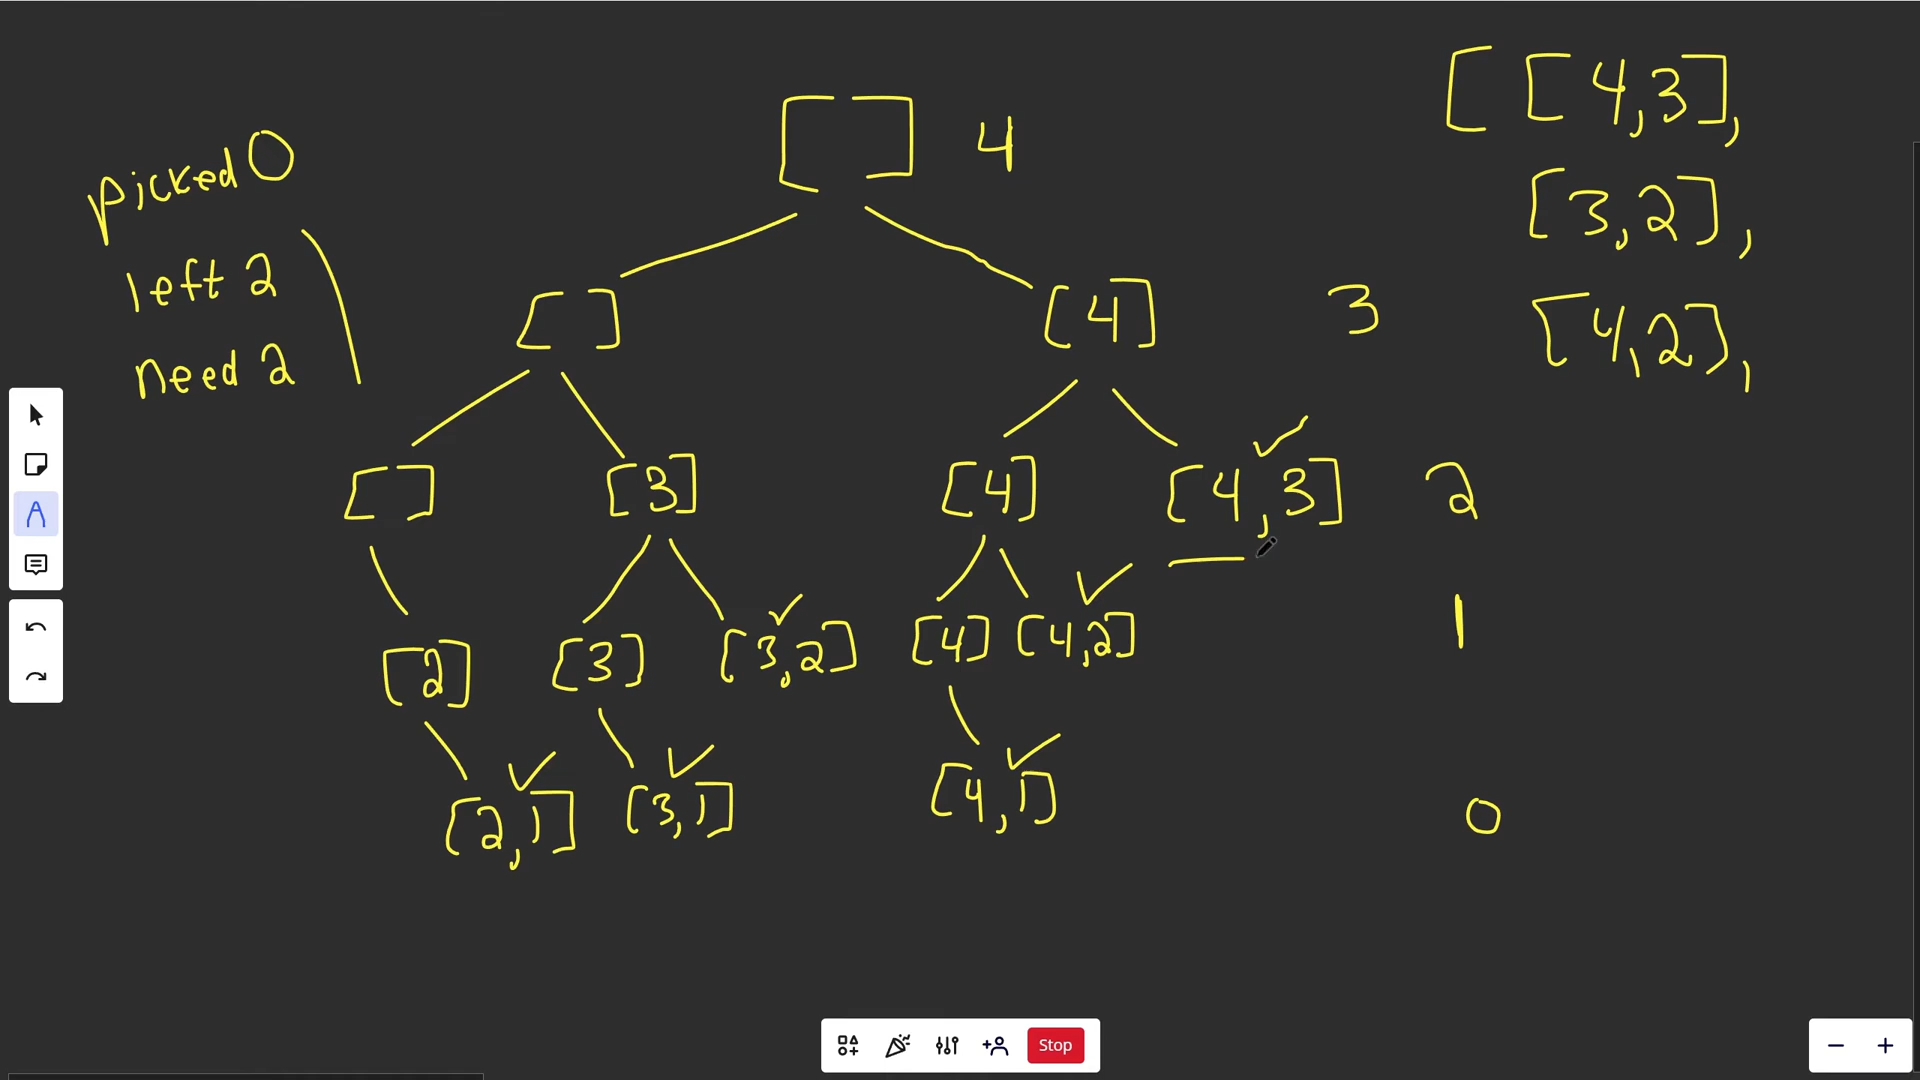 [ [4,3],
[ ] 4
picked 0
[3,2],
left 2
[ ] [4] 3
[4,2],
need 2
[ ] [3] [4] [4,3] 2
[2] [3] [3,2] [4] [4,2] 1
[2,1] [3,1] [4,1] 0
Stop